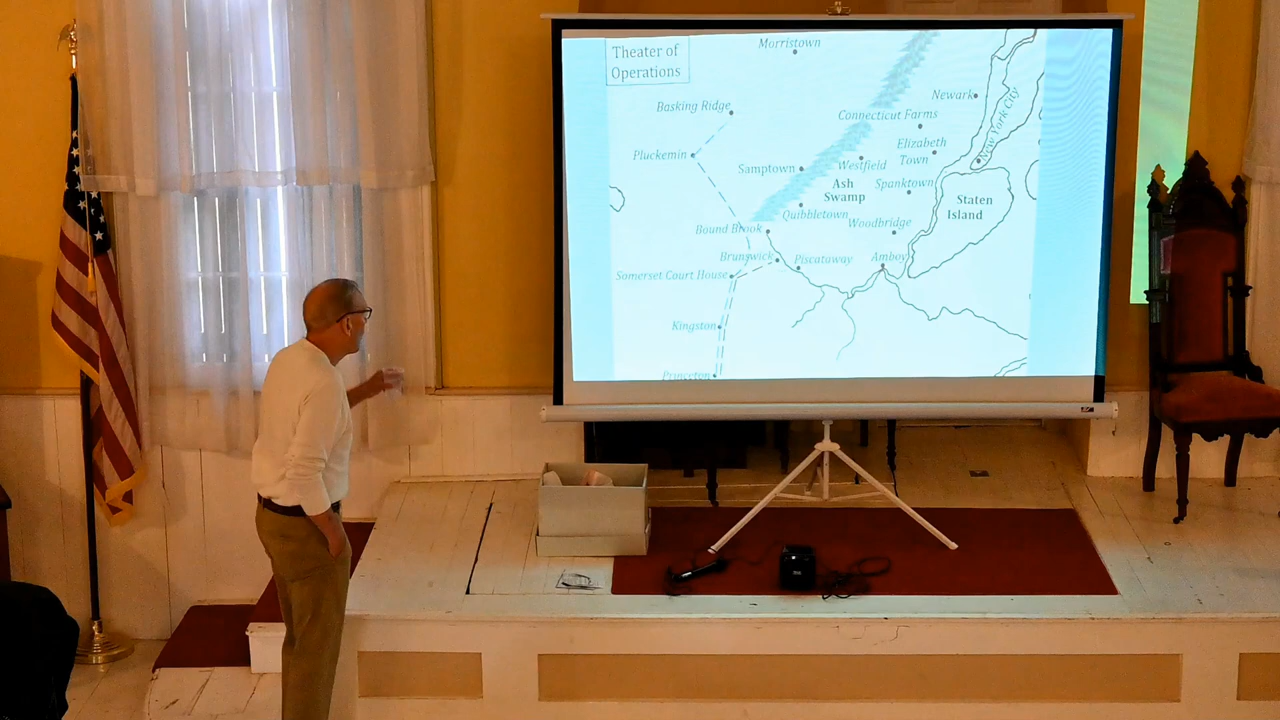 Theater of
Operations
Morristown
Newark
Basking Ridge
Connecticut Farms
New York City
Elizabeth
Town
Pluckemin
Samptown
Westfield
Ash
Swamp
Spanktown
Staten
Island
Quibbletown
Woodbridge
Bound Brook
Brunswick
Piscataway
Amboy
Somerset Court House
Kingston
Princeton